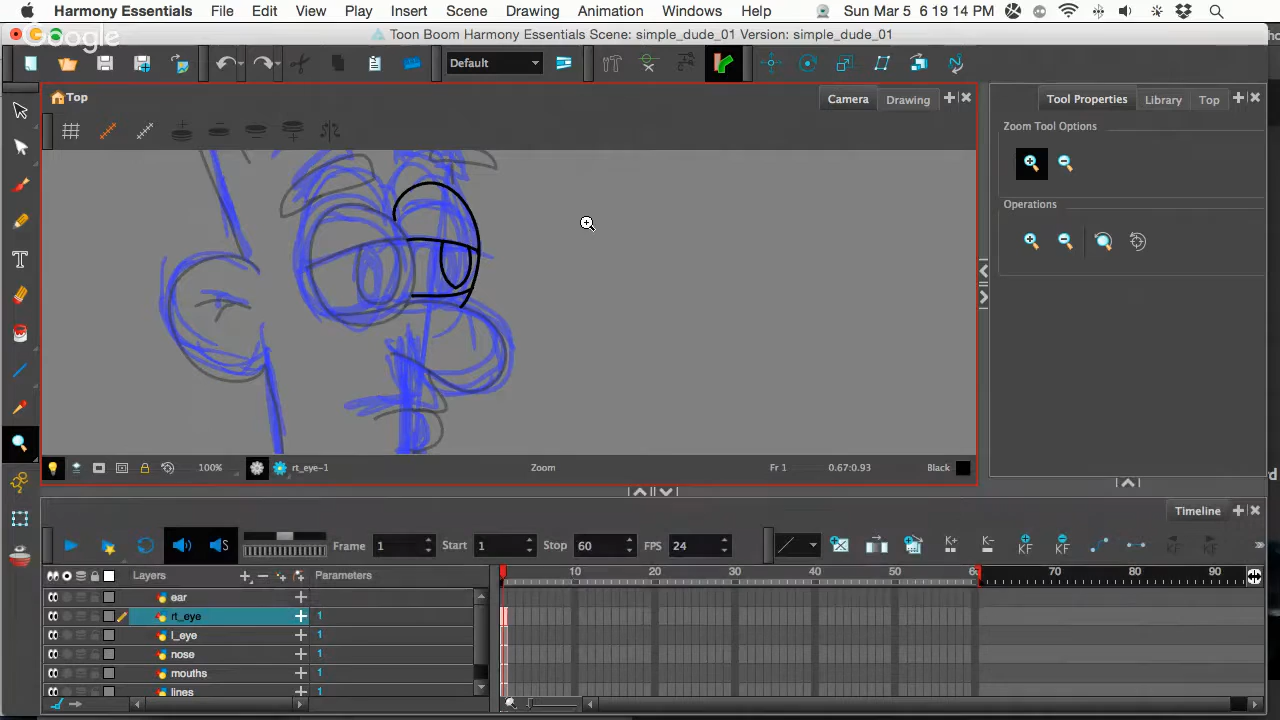 Harmony Essentials File Edit View Play Insert Scene Drawing Animation Windows Help Sun Mar 5 6 19 14 PM
Google
Toon Boom Harmony Essentials Scene: simple_dude_01 Version: simple_dude_01
Default
Top Camera Drawing
Tool Properties Library Top
Zoom Tool Options
Operations
100% rt_eye-1 Zoom Fr 1 0.67:0.93 Black
Timeline
Frame 1 Start 1 Stop 60 FPS 24
Layers Parameters
10 20 30 40 50 60 70 80 90
ear
rt_eye 1
l_eye 1
nose 1
mouths 1
lines 1